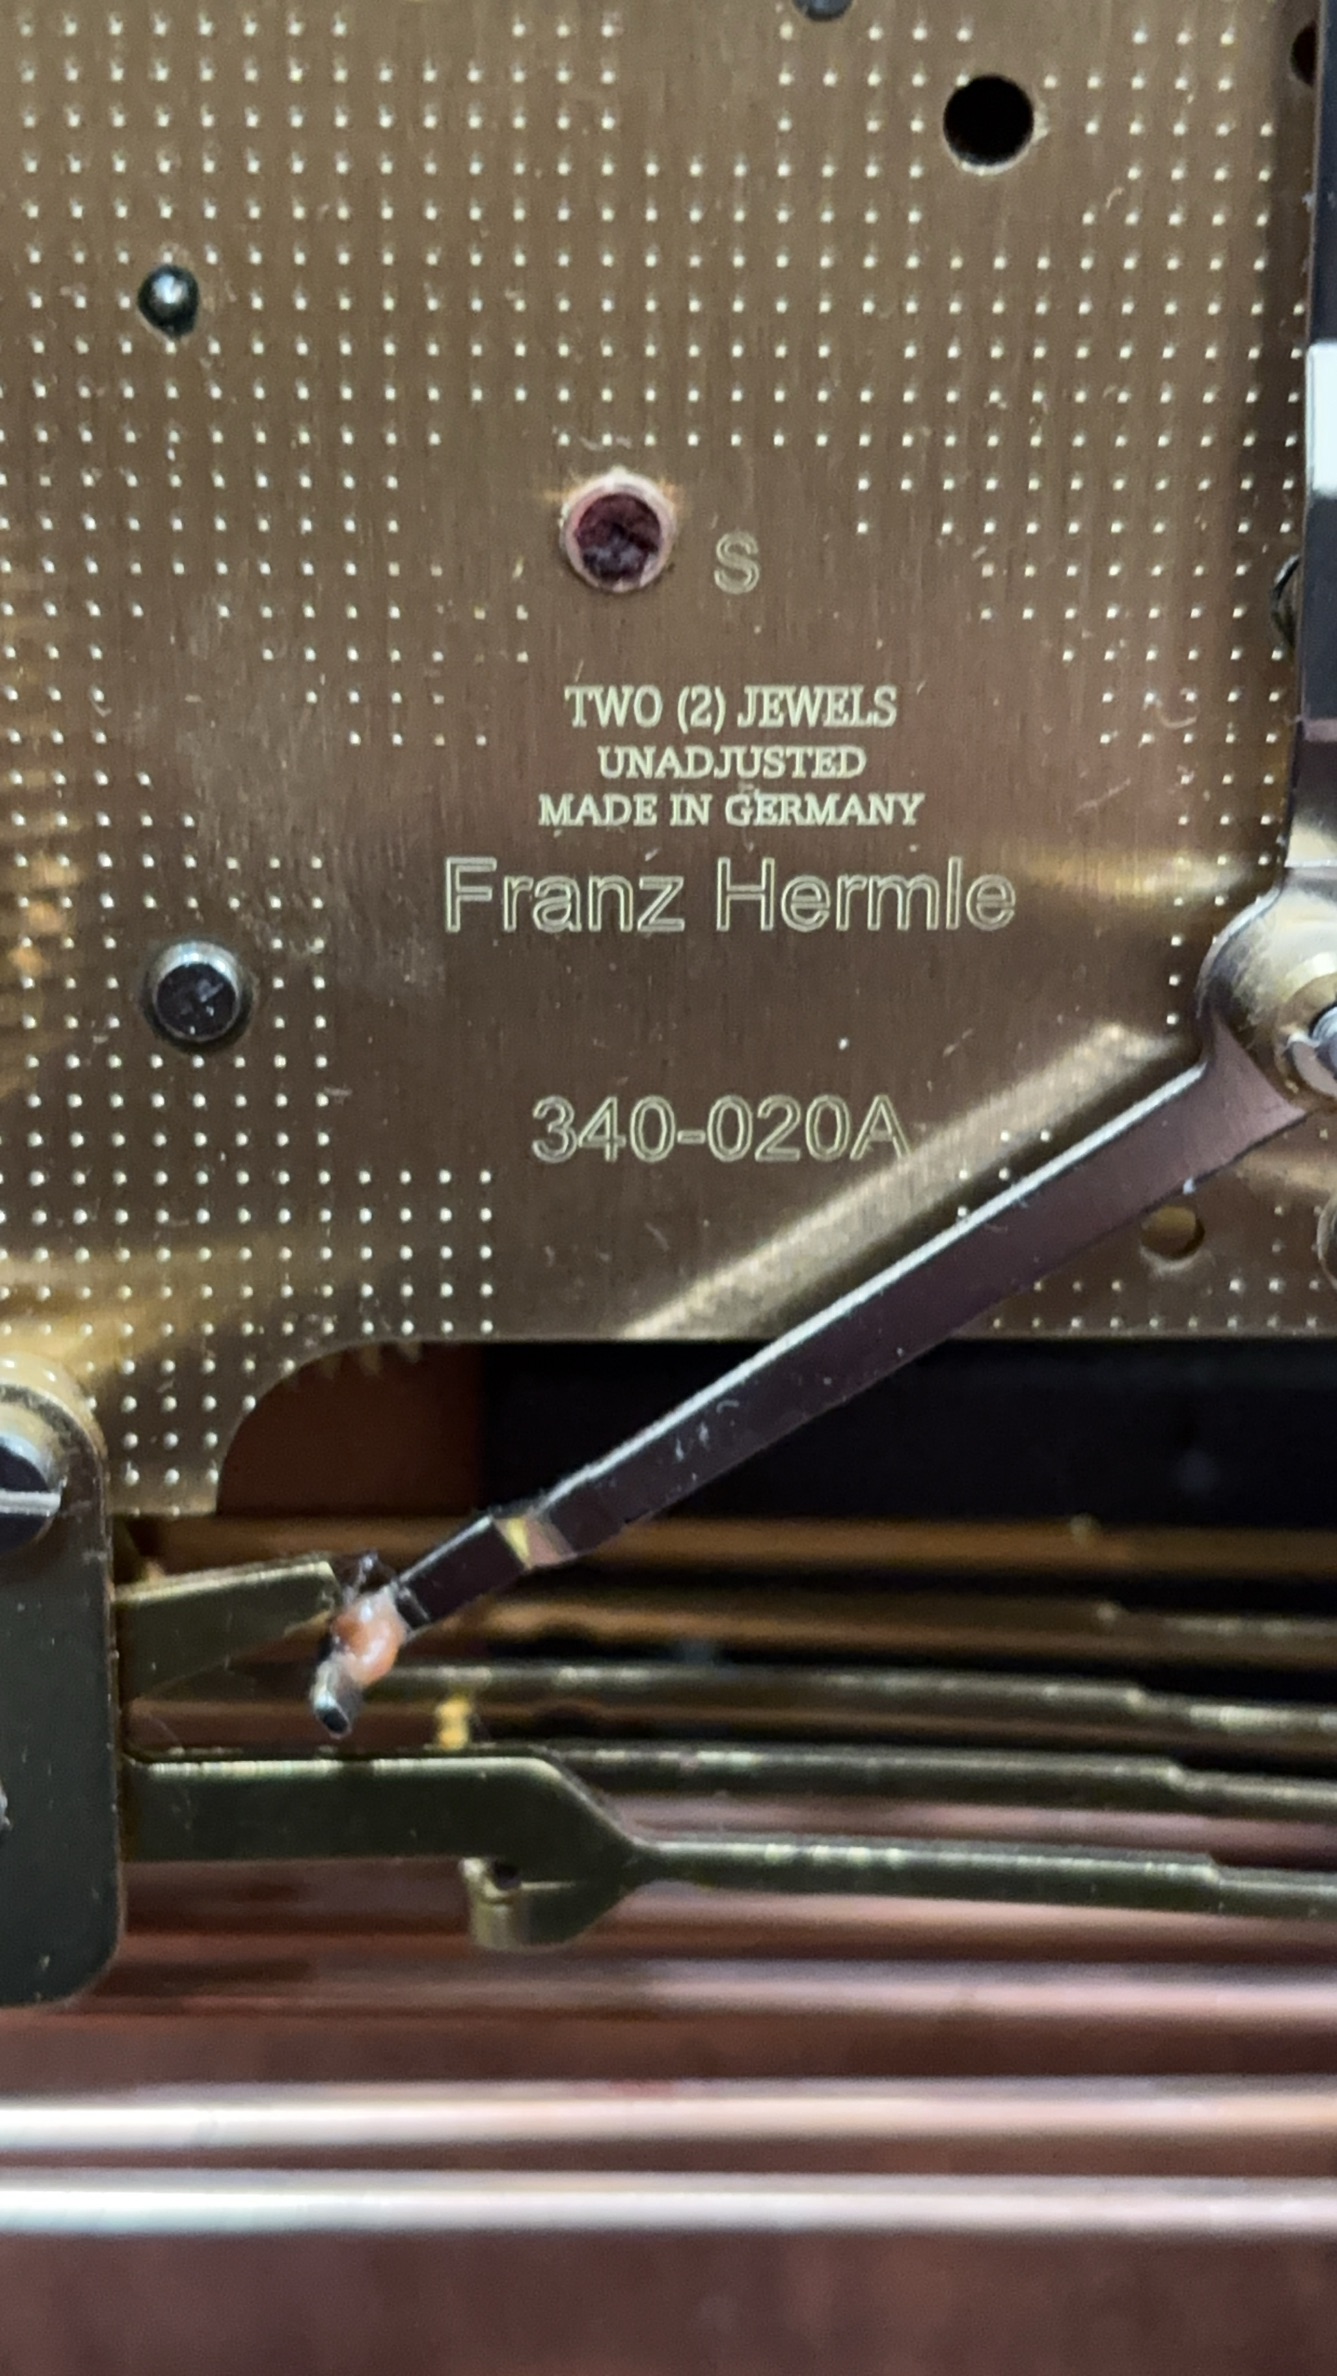 S
TWO (2) JEWELS
UNADJUSTED
MADE IN GERMANY
Franz Hermle
340-020A